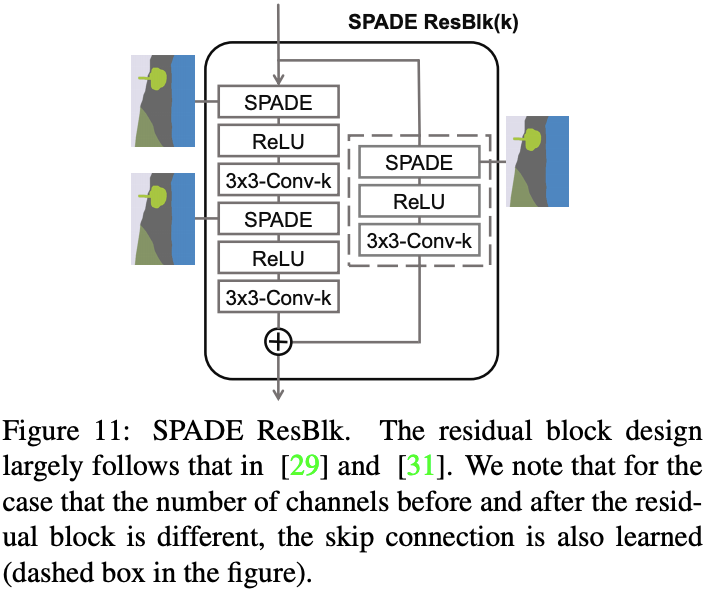 SPADE ResBlk(k)
SPADE
ReLU
3x3-Conv-k
SPADE
ReLU
3x3-Conv-k
SPADE
ReLU
3x3-Conv-k
Figure 11: SPADE ResBlk. The residual block design
largely follows that in [29] and [31]. We note that for the
case that the number of channels before and after the resid-
ual block is different, the skip connection is also learned
(dashed box in the figure).